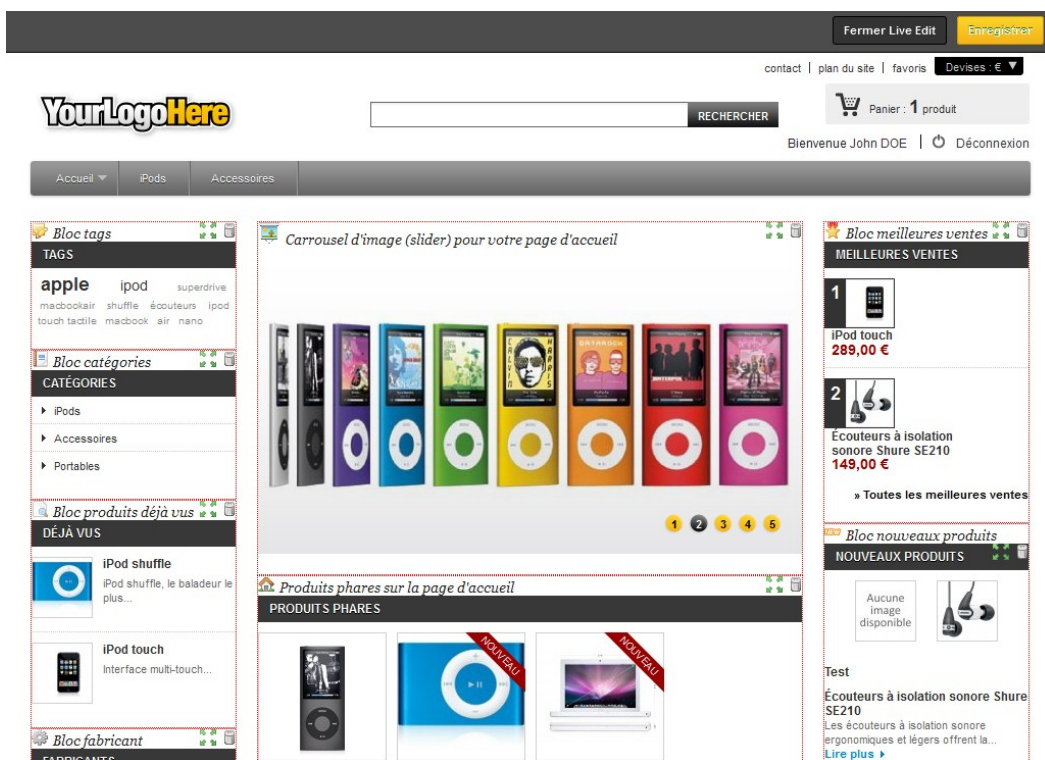 Fermer Live Edit
Enregistrer
contact | plan du site | favoris
Devises : € ▼
YourLogoHere
RECHERCHER
Panier : 1 produit
Bienvenue John DOE | Déconnexion
Accueil
iPods
Accessoires
Bloc tags
TAGS
apple ipod superdrive
macbookair shuffle écouteurs ipod
touch tactile macbook air nano
Bloc catégories
CATÉGORIES
iPods
Accessoires
Portables
Bloc produits déjà vus
DÉJÀ VUS
iPod shuffle
iPod shuffle, le baladeur le
plus...
iPod touch
Interface multi-touch...
Bloc fabricant
FABRICANTS
Carrousel d'image (slider) pour votre page d'accueil
CALVIN
HARRIS
DATAROCK
INTERPOL
1 2 3 4 5
Produits phares sur la page d'accueil
PRODUITS PHARES
NOUVEAU
NOUVEAU
Bloc meilleures ventes
MEILLEURES VENTES
1
iPod touch
289,00 €
2
Écouteurs à isolation
sonore Shure SE210
149,00 €
» Toutes les meilleures ventes
Bloc nouveaux produits
NOUVEAUX PRODUITS
Aucune
image
disponible
Test
Écouteurs à isolation sonore Shure
SE210
Les écouteurs à isolation sonore
ergonomiques et légers offrent la...
Lire plus